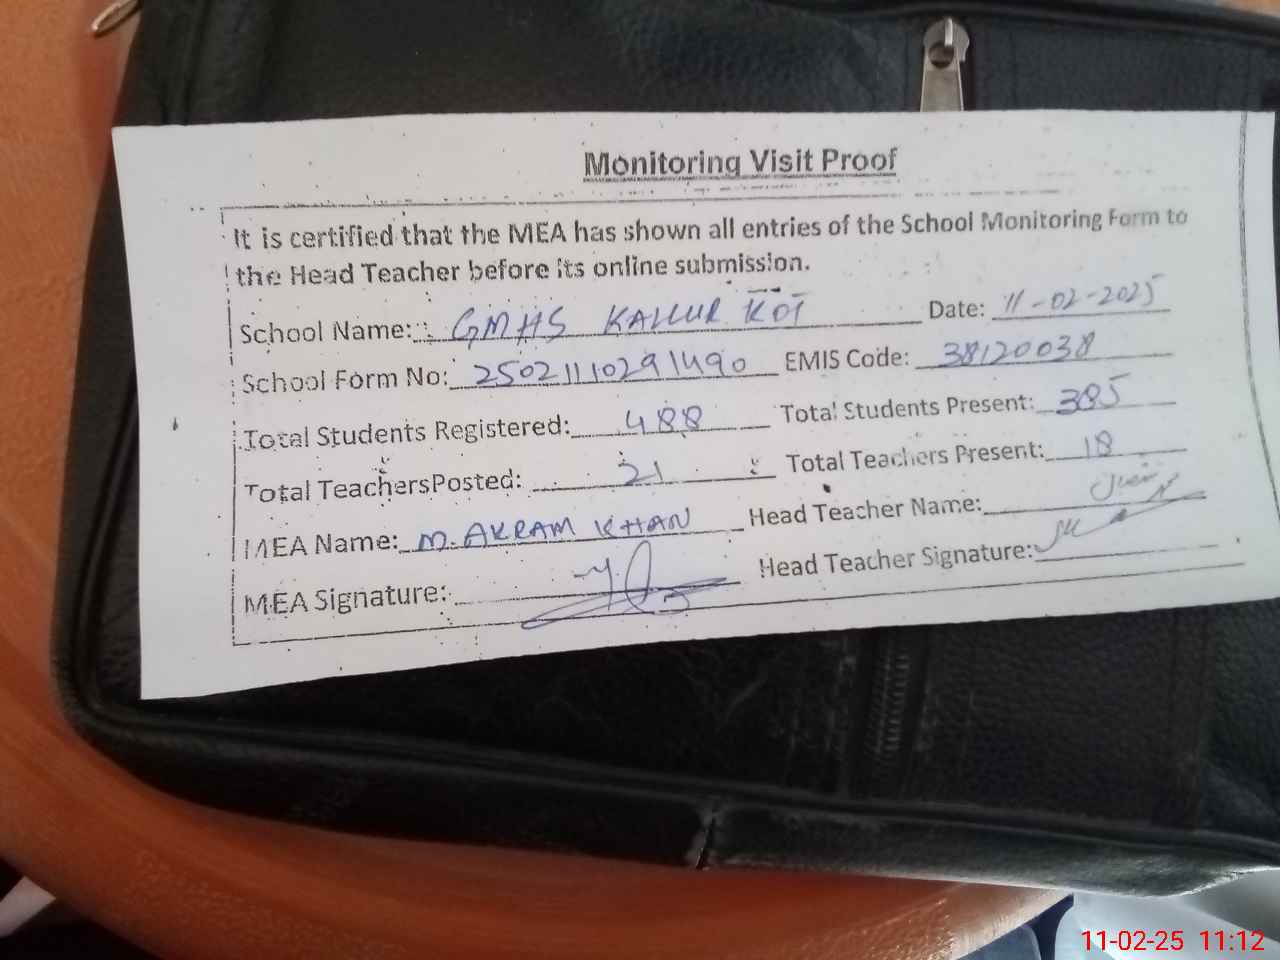 Monitoring Visit Proof
It is certified that the MEA has shown all entries of the School Monitoring Form to
the Head Teacher before its online submission.
School Name: GMHS KALLUR KOT Date: 11-02-2025
School Form No: 25021110291490 EMIS Code: 38120038
Total Students Registered: 488 Total Students Present: 385
Total TeachersPosted: 21 Total Teachers Present: 18
MEA Name: M. AKRAM KHAN Head Teacher Name:
MEA Signature: Head Teacher Signature:
11-02-25 11:12